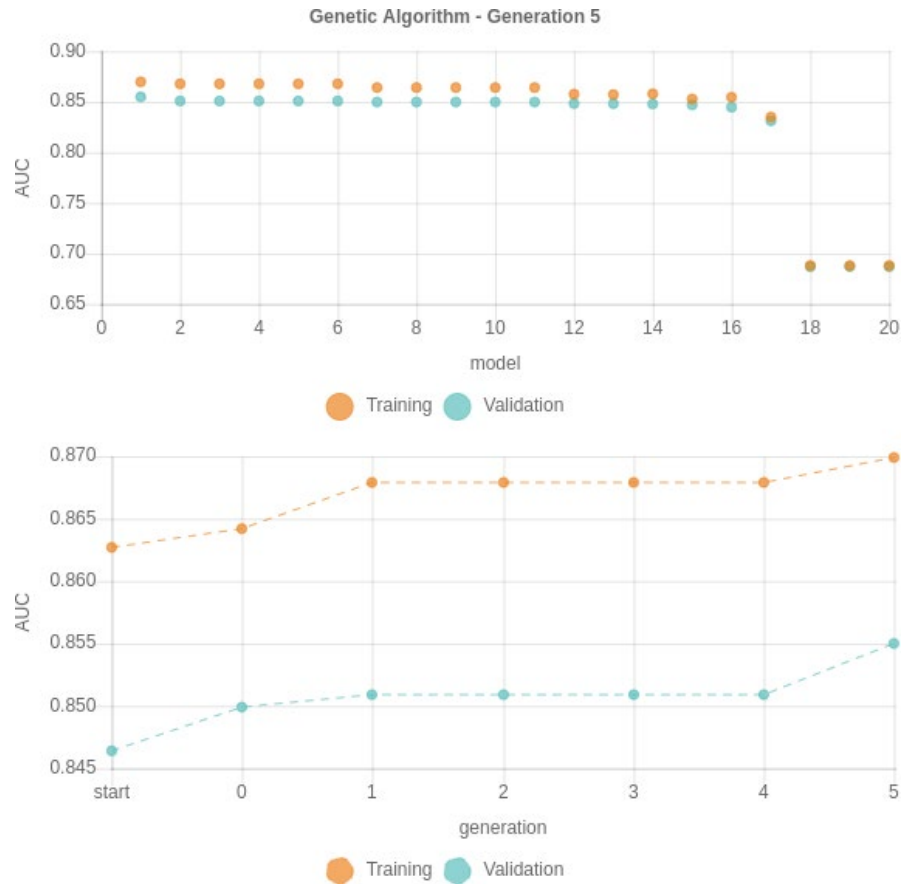 Genetic Algorithm - Generation 5
0.90
0.85
0.80
0.75
0.70
0.65
AUC
0 2 4 6 8 10 12 14 16 18 20
model
Training Validation
0.870
0.865
0.860
0.855
0.850
0.845
AUC
start 0 1 2 3 4 5
generation
Training Validation